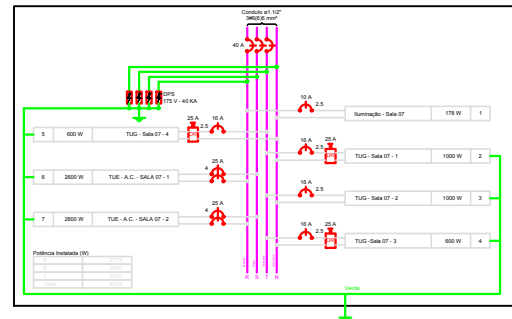 Conduto ø1.1/2"
3#6(6)6 mm²
40 A
DPS
175 V - 40 KA
10 A
2.5
Iluminação - Sala 07 178 W 1
25 A
16 A
2.5
DR
5 600 W TUG - Sala 07 - 4
16 A
25 A
2.5
DR
TUG - Sala 07 - 1 1000 W 2
25 A
4
6 2600 W TUE - A.C. - SALA 07 - 1
16 A
2.5
TUG - Sala 07 - 2 1000 W 3
25 A
4
7 2600 W TUE - A.C. - SALA 07 - 2
16 A
25 A
2.5
DR
TUG -Sala 07 - 3 600 W 4
Potência Instalada (W)
R S T N
Verde